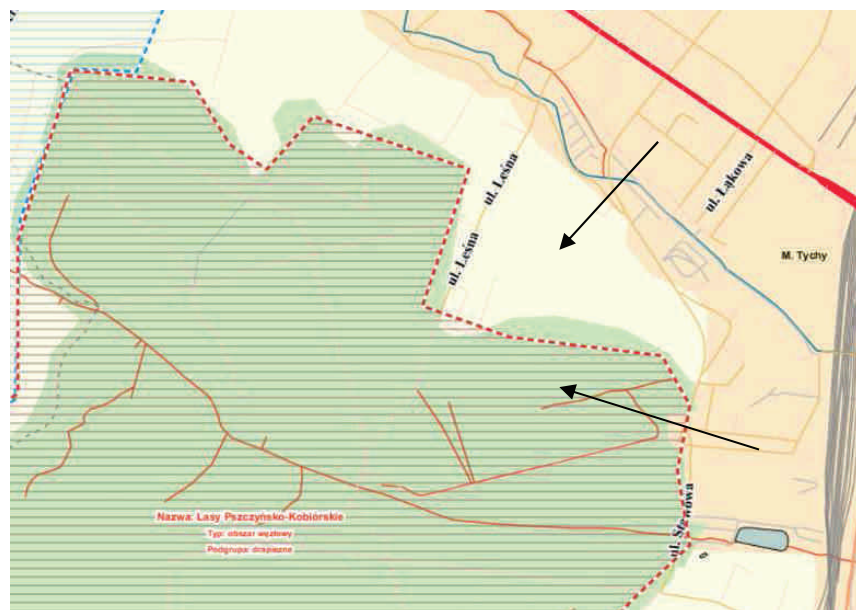 ul. Leśna
ul. Łąkowa
ul. Leśna
M. Tychy
Nazwa: Lasy Pszczyńsko-Kobiórskie
Typ: obszar węzłowy
Podgrupa: drapieżne
ul. Stawowa